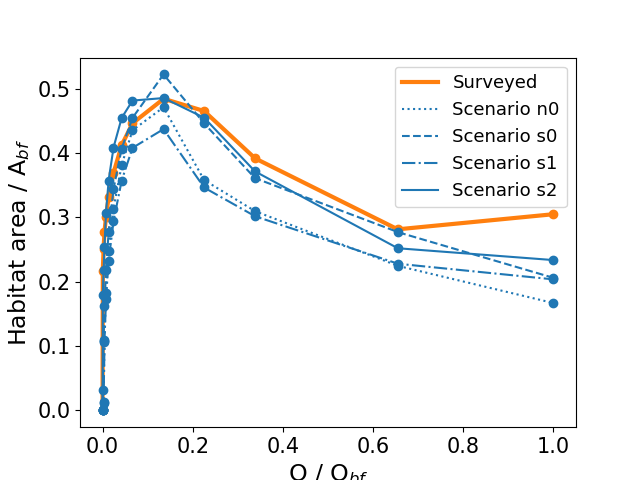 Surveyed
Scenario n0
Scenario s0
Scenario s1
Scenario s2
Habitat area / A_bf
0.5
0.4
0.3
0.2
0.1
0.0
0.0 0.2 0.4 0.6 0.8 1.0
Q / Q_bf